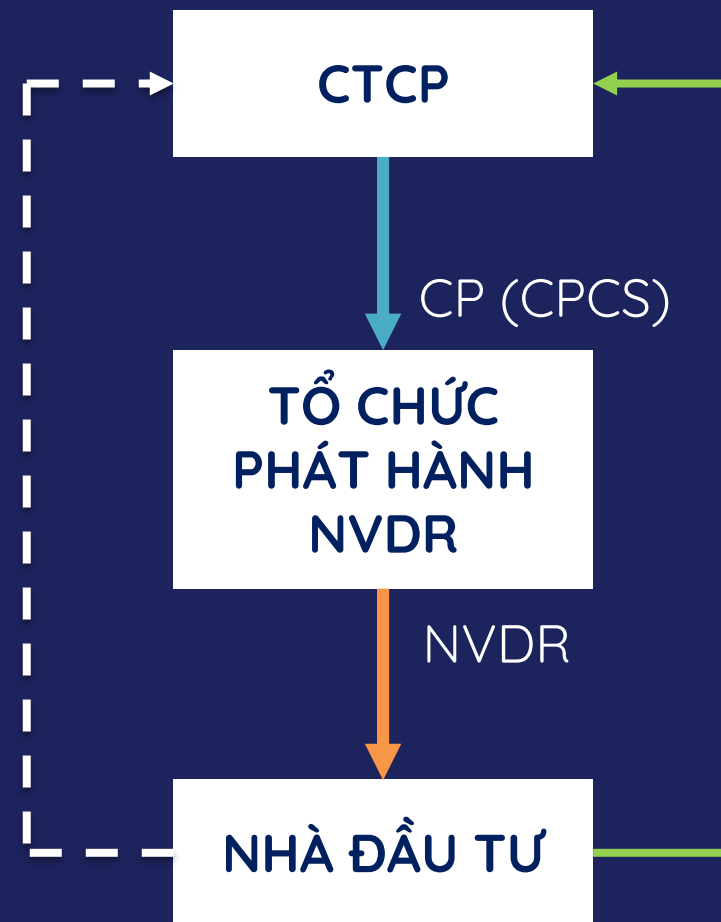 CTCP
CP (CPCS)
TỔ CHỨC
PHÁT HÀNH
NVDR
NVDR
NHÀ ĐẦU TƯ